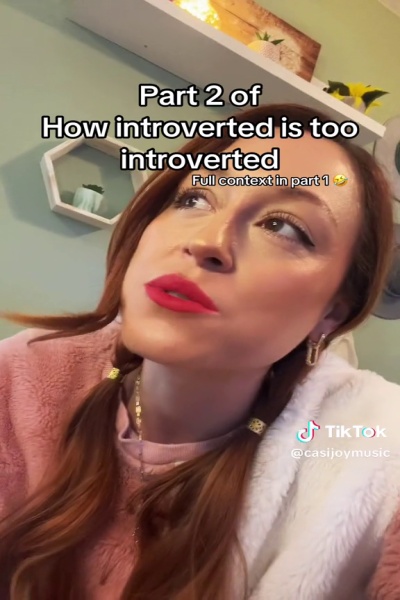 Part 2 of
How introverted is too
introverted
Full context in part 1 🤣
TikTok
@casijoymusic